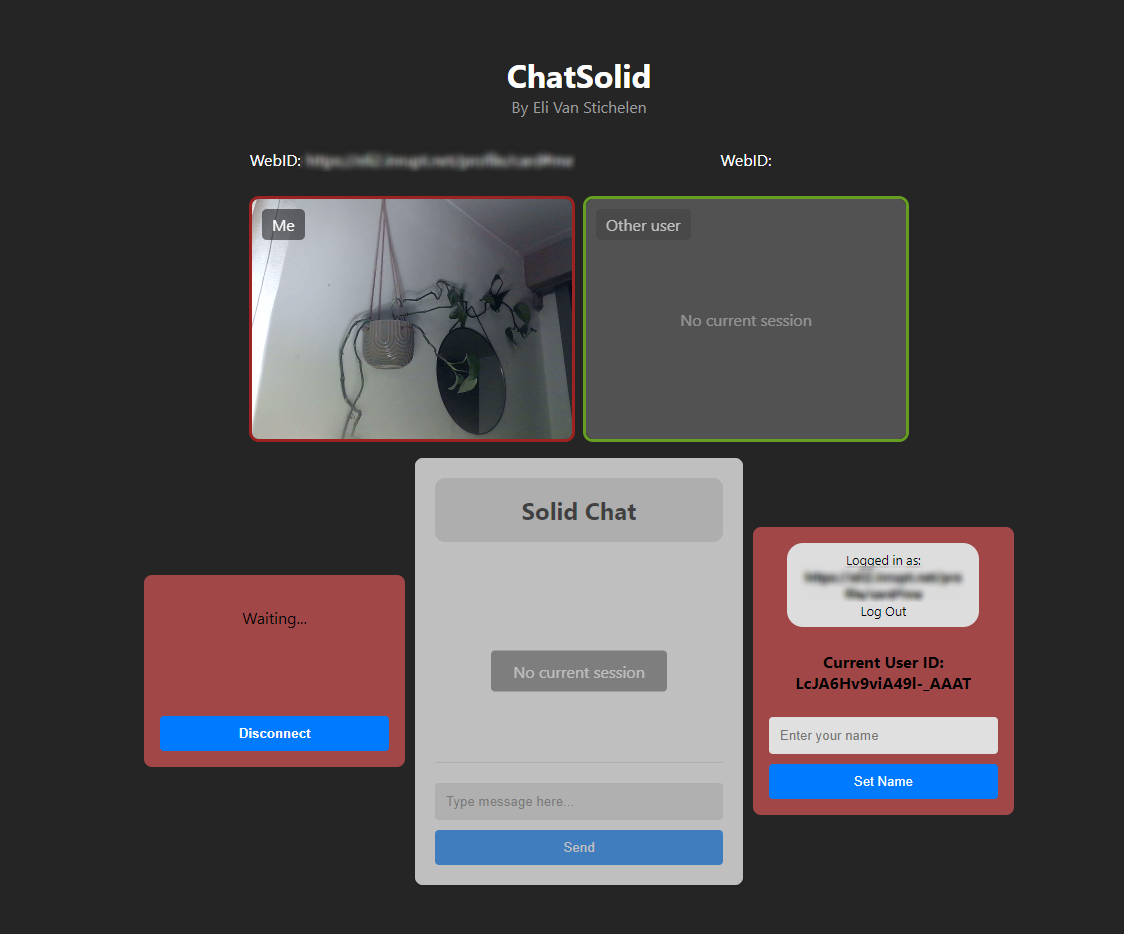 ChatSolid
By Eli Van Stichelen
WebID:
WebID:
Me
Other user
No current session
Solid Chat
No current session
Type message here...
Send
Waiting...
Disconnect
Logged in as:
Log Out
Current User ID:
LcJA6Hv9viA49l-_AAAT
Enter your name
Set Name